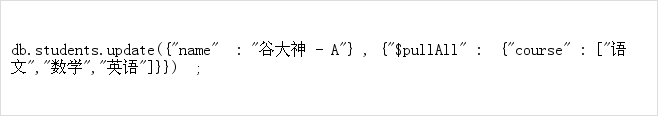 db.students.update({"name"  : "谷大神 - A"} , {"$pullAll" :  {"course" : ["语
文","数学","英语"]}})  ;